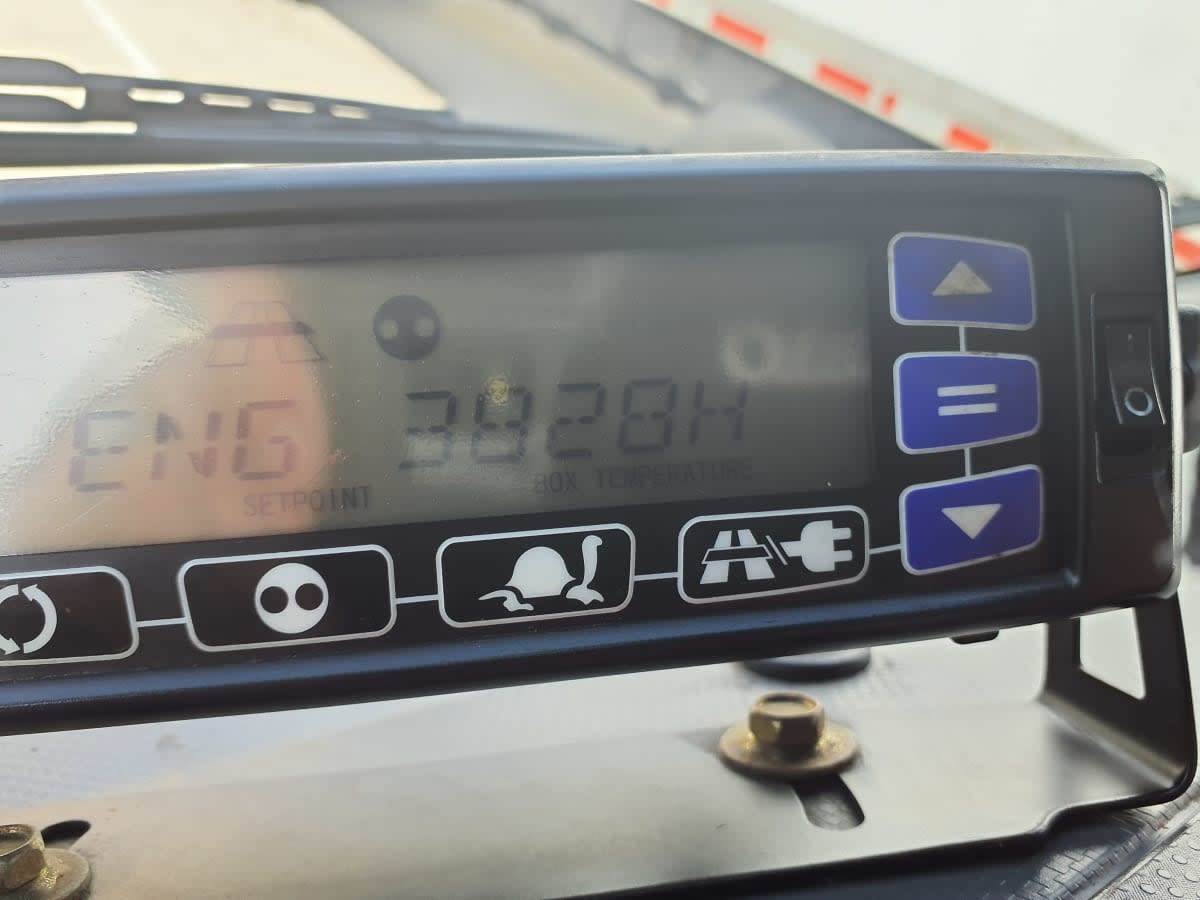 ENG 3828H
SETPOINT BOX TEMPERATURE